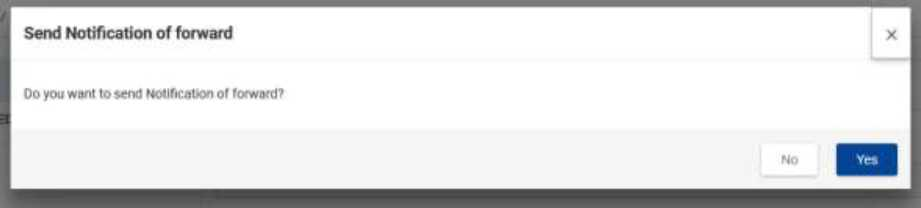 Send Notification of forward
×
Do you want to send Notification of forward?
No
Yes